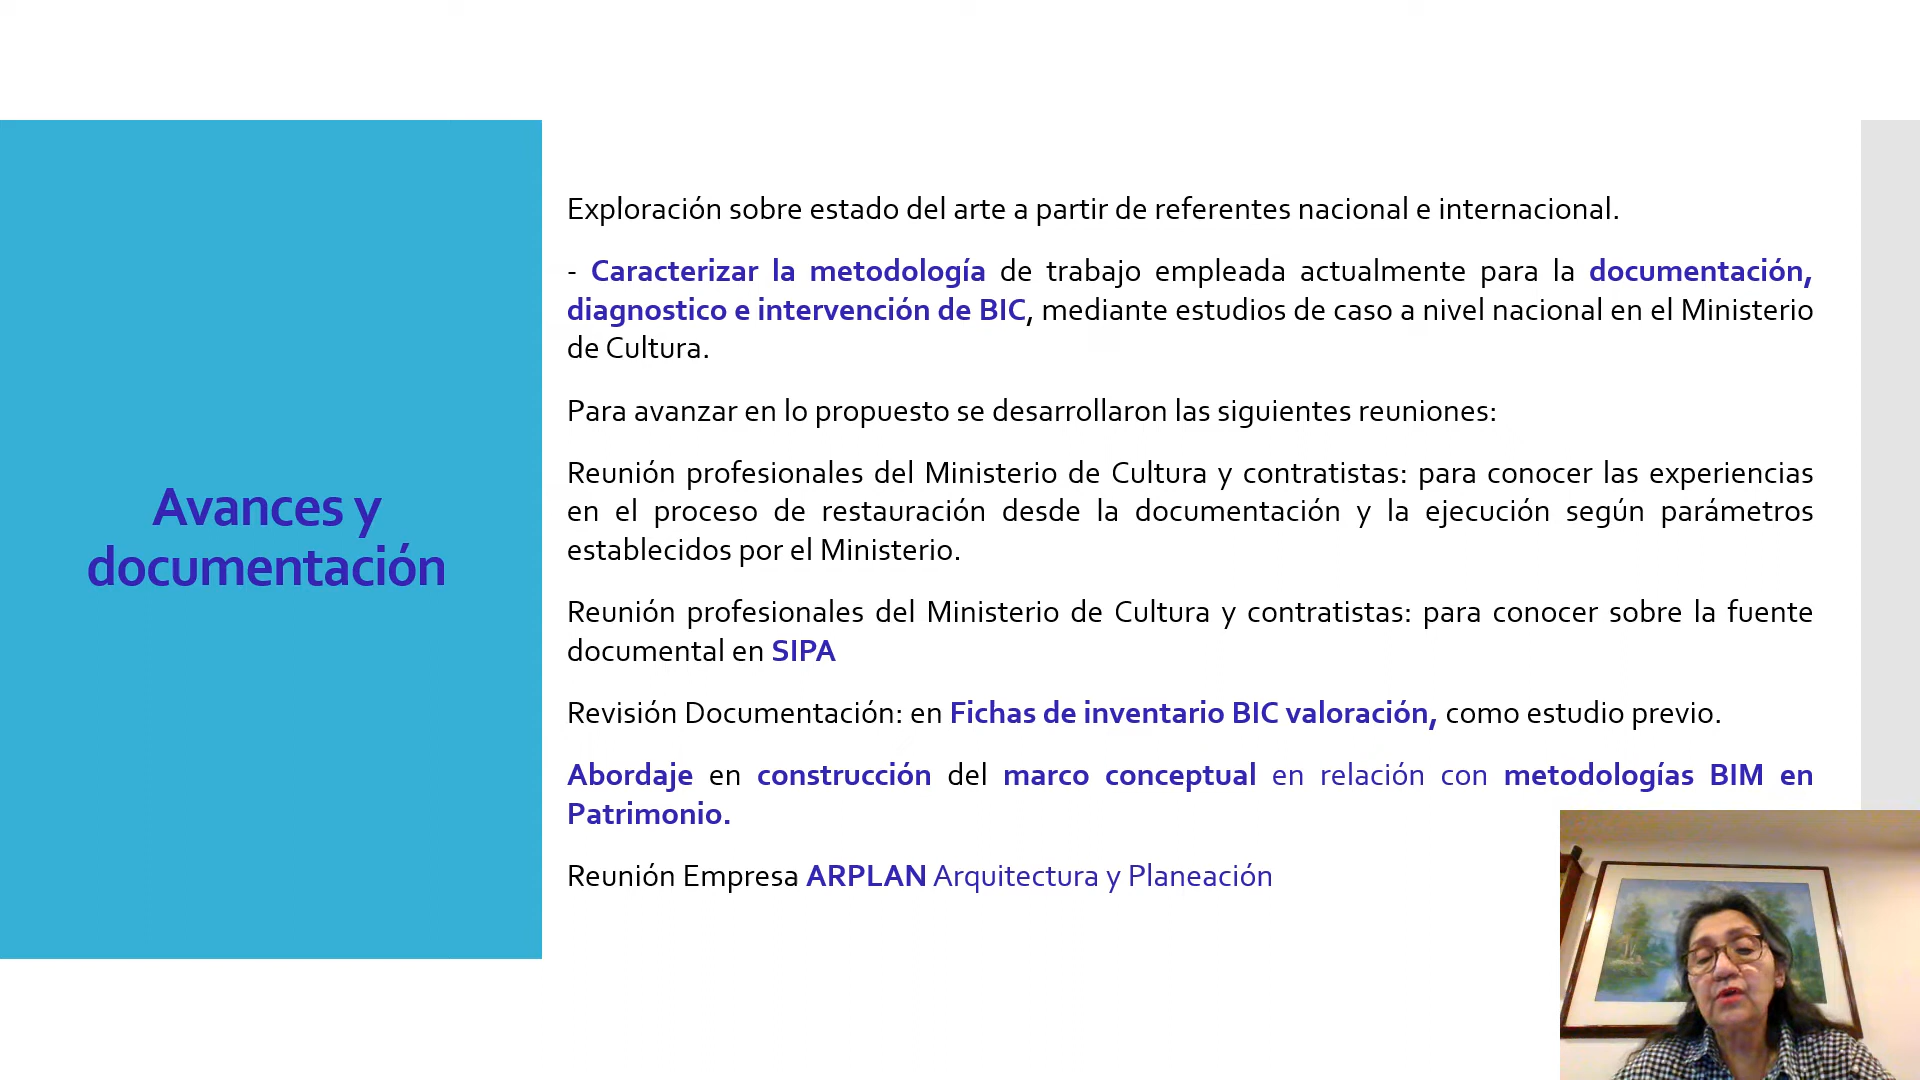 Avances y
documentación
Exploración sobre estado del arte a partir de referentes nacional e internacional.
- Caracterizar la metodología de trabajo empleada actualmente para la documentación,
diagnostico e intervención de BIC, mediante estudios de caso a nivel nacional en el Ministerio
de Cultura.
Para avanzar en lo propuesto se desarrollaron las siguientes reuniones:
Reunión profesionales del Ministerio de Cultura y contratistas: para conocer las experiencias
en el proceso de restauración desde la documentación y la ejecución según parámetros
establecidos por el Ministerio.
Reunión profesionales del Ministerio de Cultura y contratistas: para conocer sobre la fuente
documental en SIPA
Revisión Documentación: en Fichas de inventario BIC valoración, como estudio previo.
Abordaje en construcción del marco conceptual en relación con metodologías BIM en
Patrimonio.
Reunión Empresa ARPLAN Arquitectura y Planeación